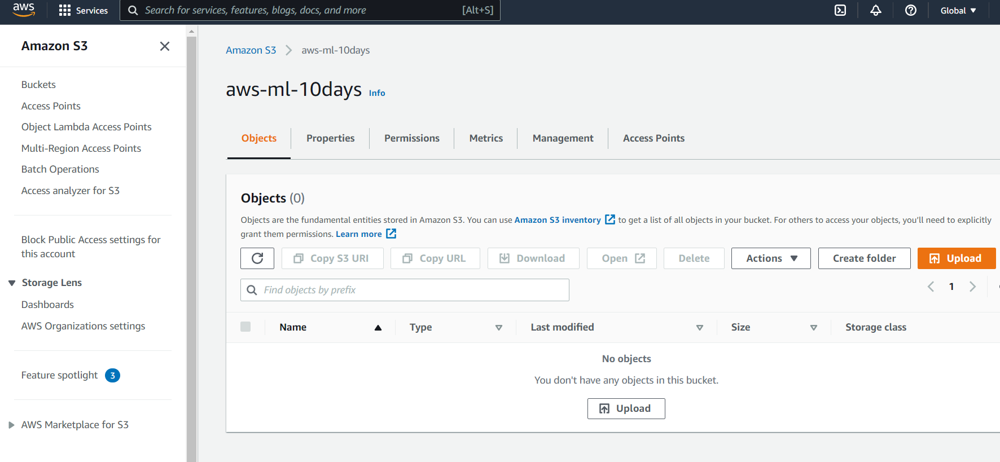 aws
Services
Search for services, features, blogs, docs, and more
[Alt+S]
Global
Amazon S3
Buckets
Access Points
Object Lambda Access Points
Multi-Region Access Points
Batch Operations
Access analyzer for S3
Block Public Access settings for
this account
Storage Lens
Dashboards
AWS Organizations settings
Feature spotlight 3
AWS Marketplace for S3
Amazon S3 > aws-ml-10days
aws-ml-10days Info
Objects
Properties
Permissions
Metrics
Management
Access Points
Objects (0)
Objects are the fundamental entities stored in Amazon S3. You can use Amazon S3 inventory to get a list of all objects in your bucket. For others to access your objects, you’ll need to explicitly
grant them permissions. Learn more
Copy S3 URI
Copy URL
Download
Open
Delete
Actions
Create folder
Upload
Find objects by prefix
1
Name
Type
Last modified
Size
Storage class
No objects
You don't have any objects in this bucket.
Upload